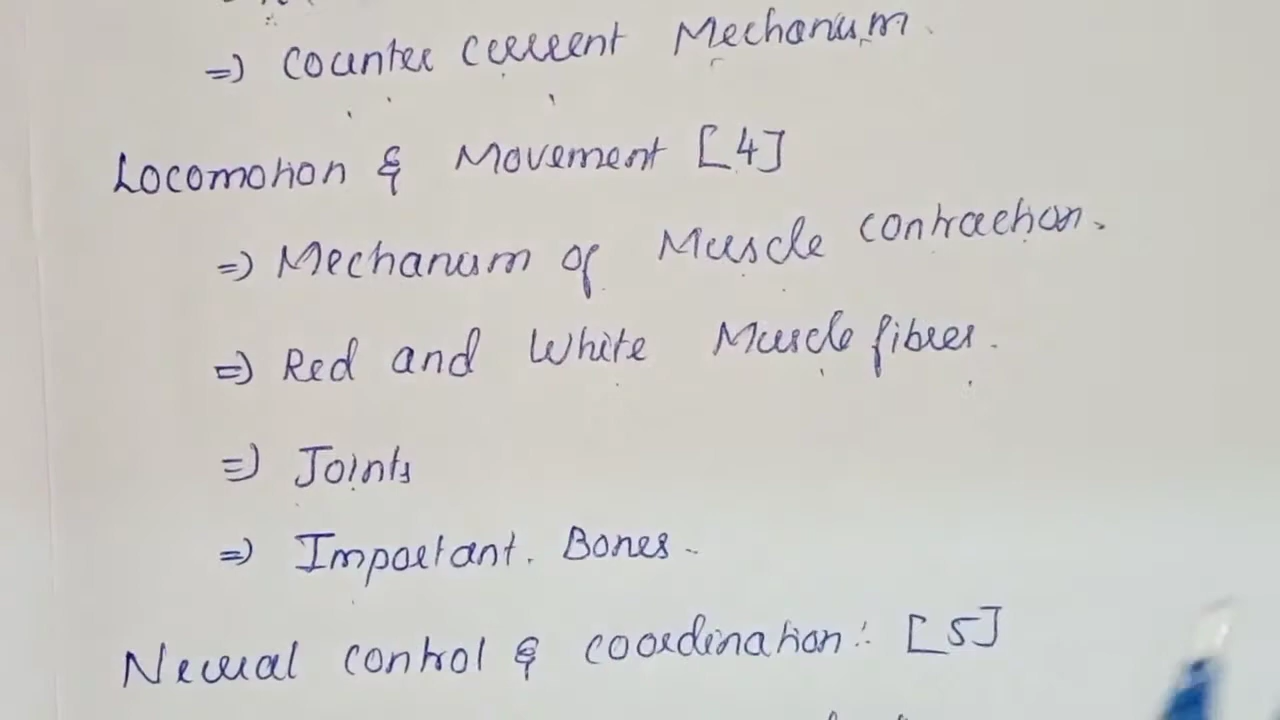 =) Counter current Mechanism.
Locomotion & Movement [4]
=) Mechanism of Muscle contraction.
=) Red and White Muscle fibres.
=) Joints
=) Important. Bones.
Neural control & coordination: [5]